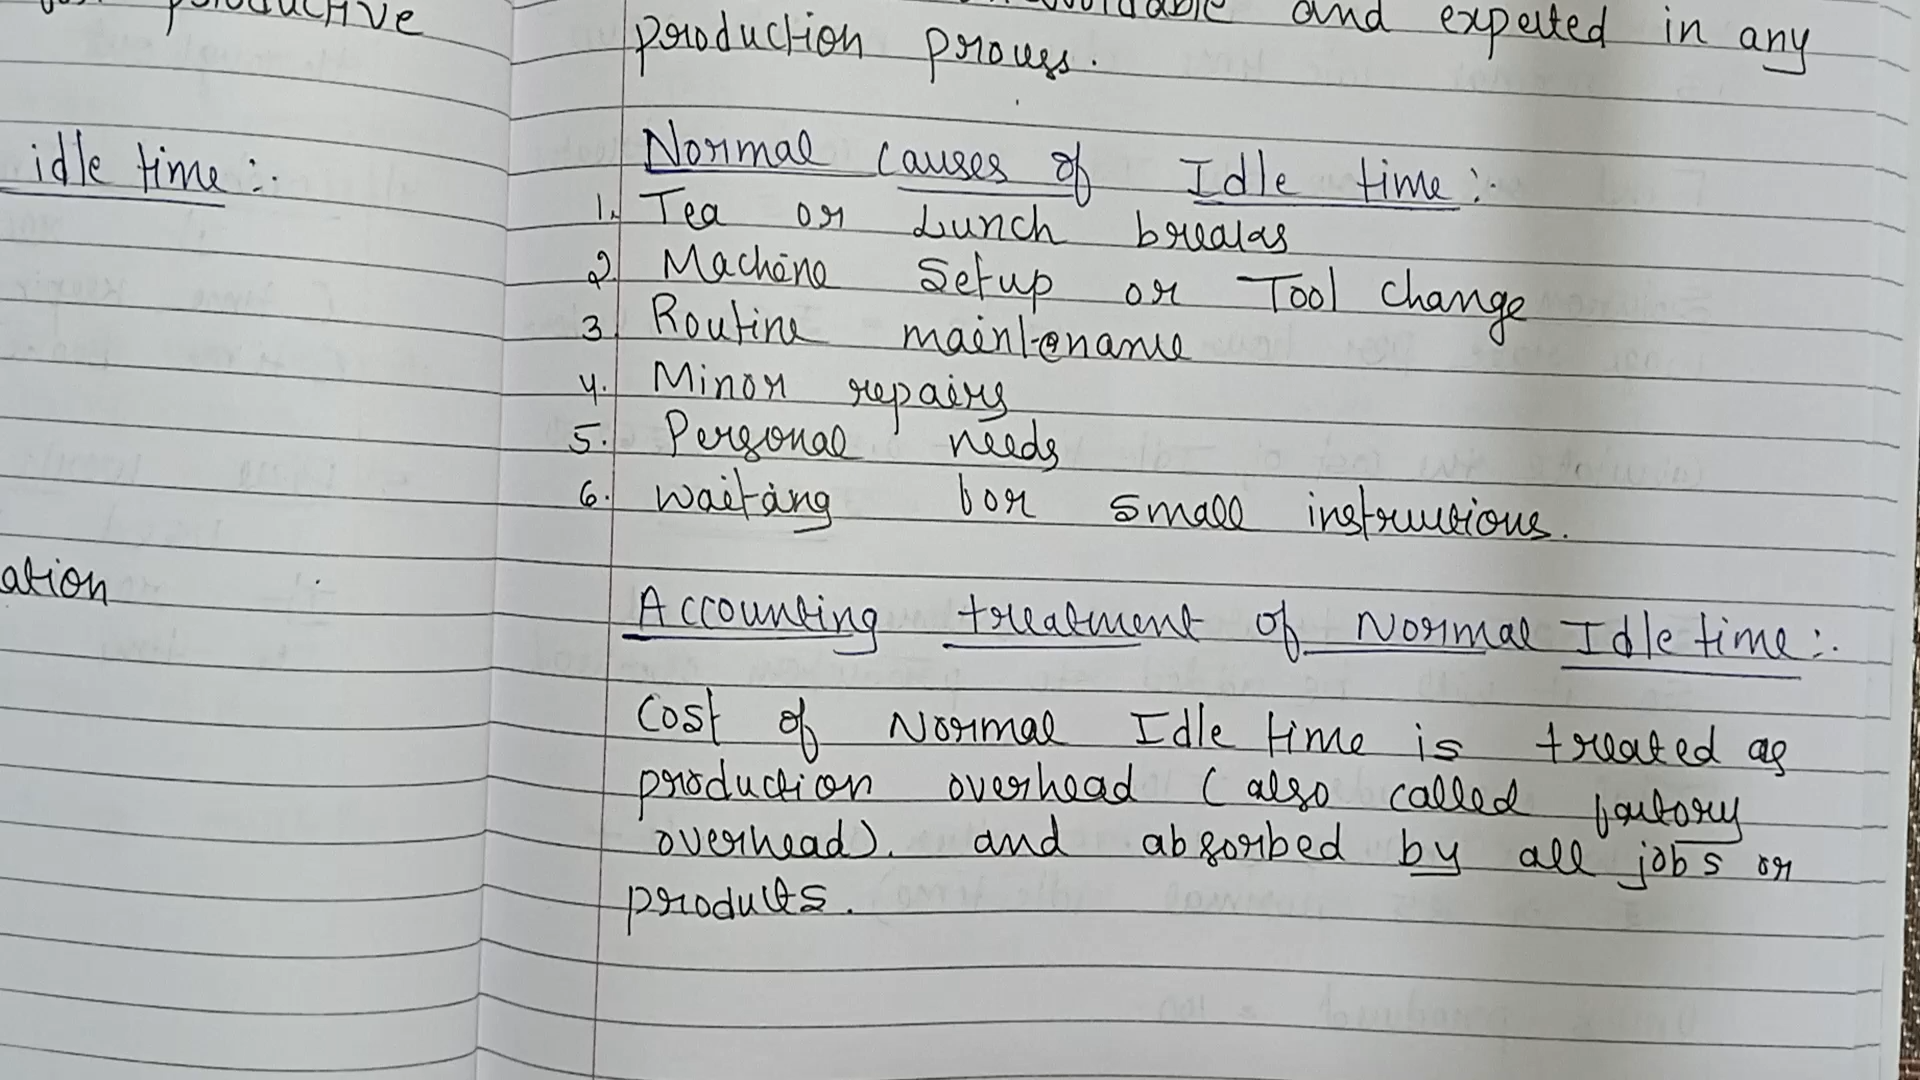 productive
and expected in any
production process.
idle time:
Normal causes of Idle time:
1. Tea or Lunch breaks
2. Machine Setup or Tool change
3. Routine maintenance
4. Minor repairs
5. Personal needs
6. waiting for small instructions.
ation
Accounting treatment of Normal Idle time:
Cost of Normal Idle time is treated as
production overhead (also called factory
overhead). and absorbed by all jobs or
products.